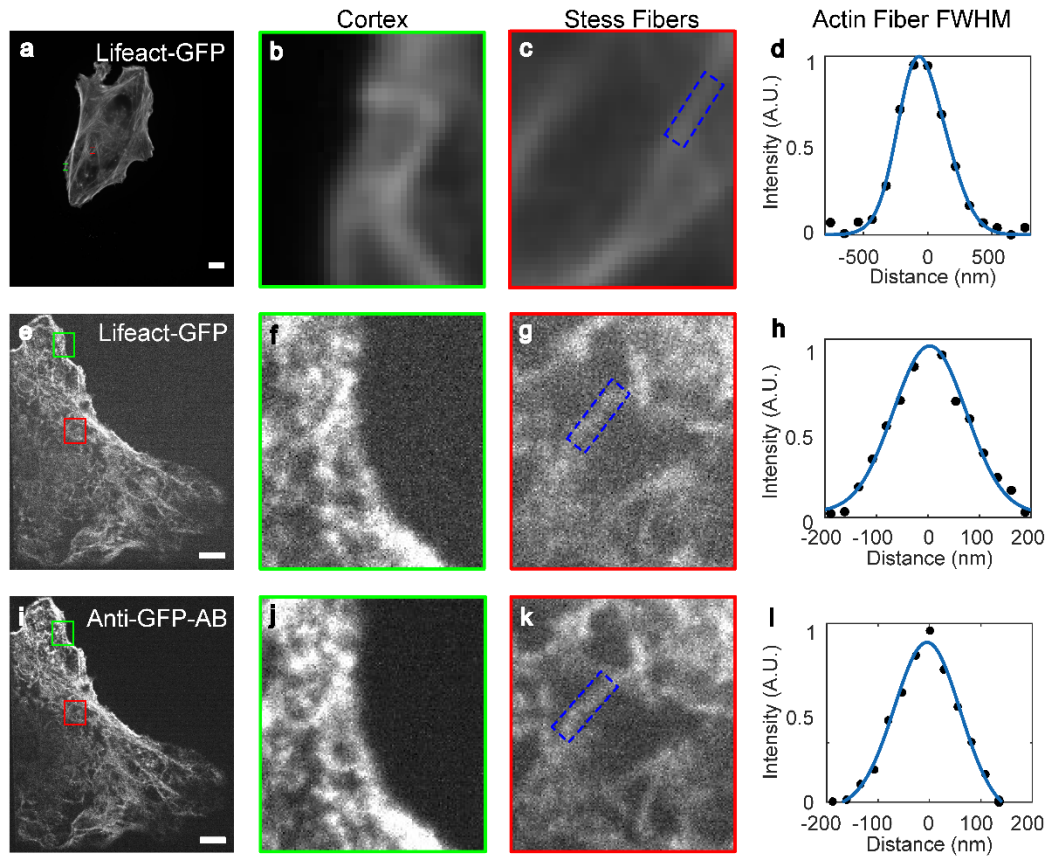 Cortex
Stess Fibers
Actin Fiber FWHM
a
Lifeact-GFP
b
c
d
1
0.5
0
Intensity (A.U.)
-500
0
500
Distance (nm)
e
Lifeact-GFP
f
g
h
1
0.5
0
Intensity (A.U.)
-200
-100
0
100
200
Distance (nm)
i
Anti-GFP-AB
j
k
l
1
0.5
0
Intensity (A.U.)
-200
-100
0
100
200
Distance (nm)